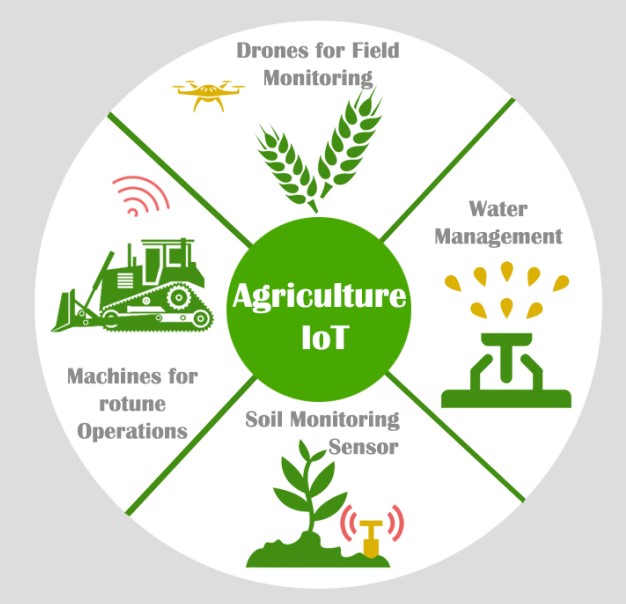 Drones for Field
Monitoring
Water
Management
Agriculture
IoT
Machines for
rotune
Operations
Soil Monitoring
Sensor